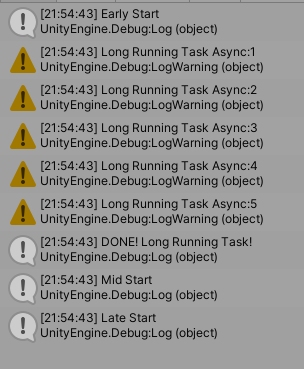 [21:54:43] Early Start
UnityEngine.Debug:Log (object)
[21:54:43] Long Running Task Async:1
UnityEngine.Debug:LogWarning (object)
[21:54:43] Long Running Task Async:2
UnityEngine.Debug:LogWarning (object)
[21:54:43] Long Running Task Async:3
UnityEngine.Debug:LogWarning (object)
[21:54:43] Long Running Task Async:4
UnityEngine.Debug:LogWarning (object)
[21:54:43] Long Running Task Async:5
UnityEngine.Debug:LogWarning (object)
[21:54:43] DONE! Long Running Task!
UnityEngine.Debug:Log (object)
[21:54:43] Mid Start
UnityEngine.Debug:Log (object)
[21:54:43] Late Start
UnityEngine.Debug:Log (object)